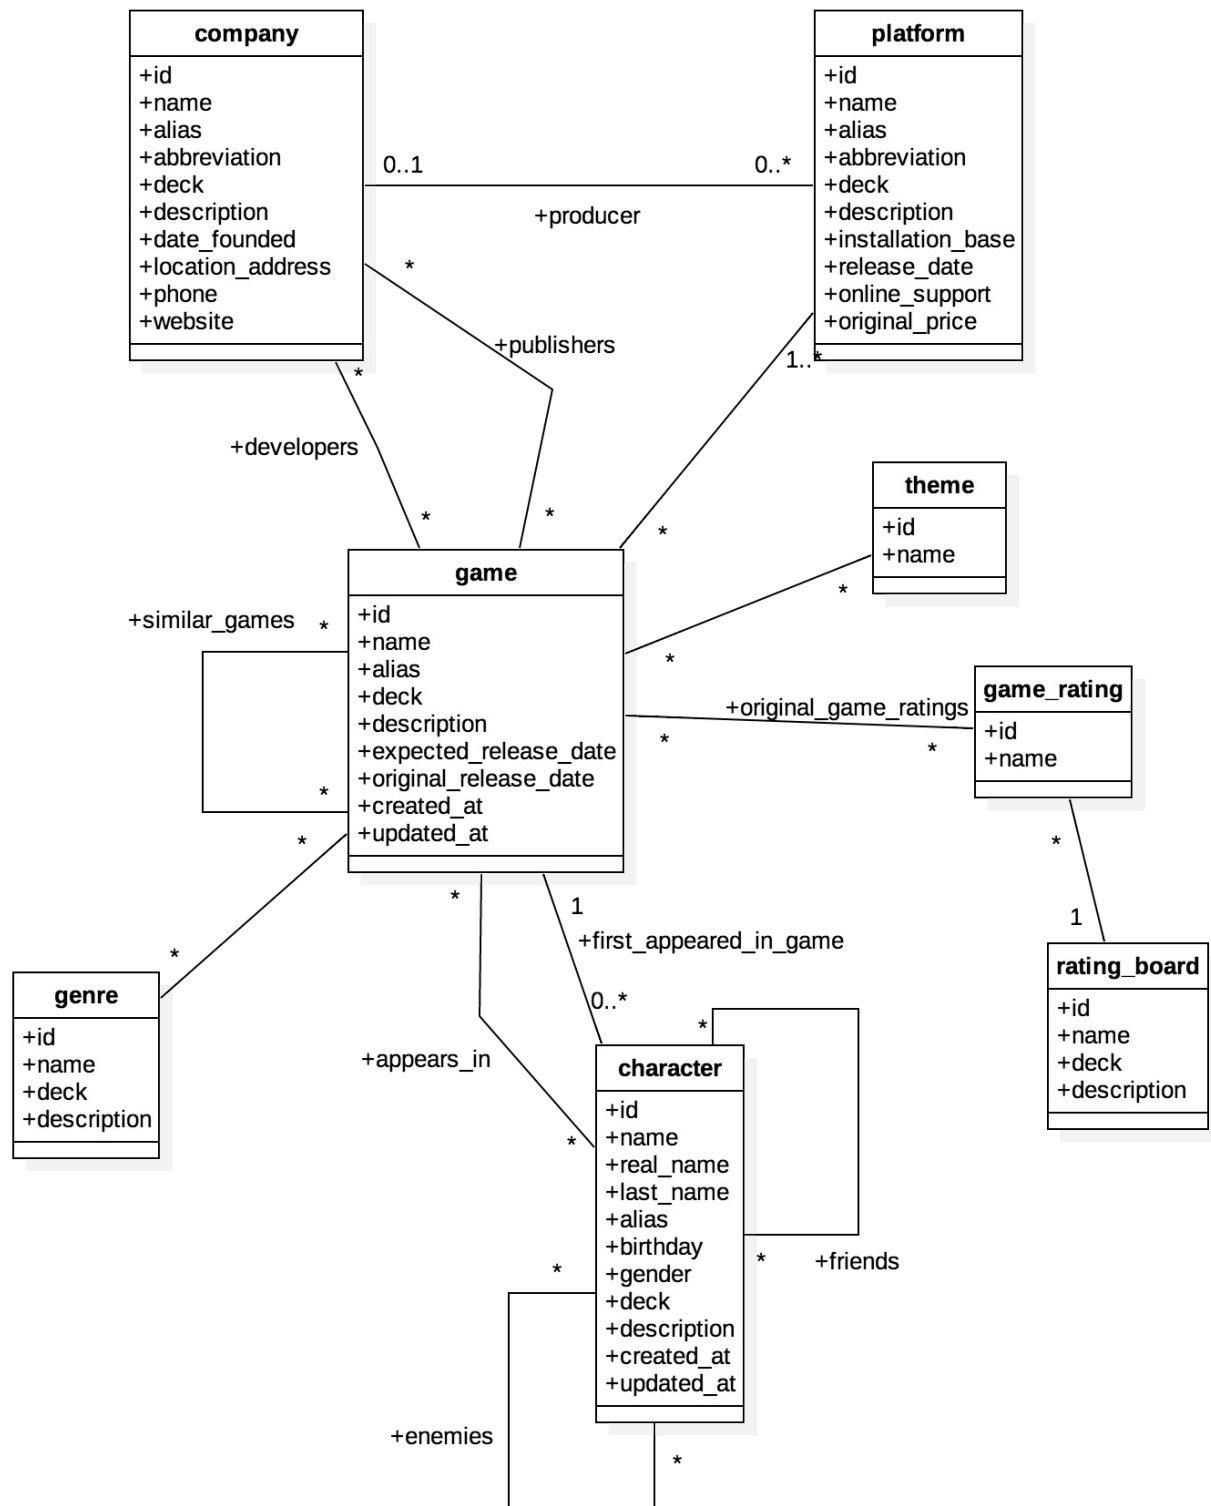 company
+id
+name
+alias
+abbreviation
+deck
+description
+date_founded
+location_address
+phone
+website
platform
+id
+name
+alias
+abbreviation
+deck
+description
+installation_base
+release_date
+online_support
+original_price
0..1
0..*
+producer
*
+publishers
*
1..*
*
+developers
*
*
*
theme
+id
+name
*
*
game
+id
+name
+alias
+deck
+description
+expected_release_date
+original_release_date
+created_at
+updated_at
+similar_games
*
*
game_rating
+id
+name
+original_game_ratings
*
*
*
1
rating_board
+id
+name
+deck
+description
*
*
genre
+id
+name
+deck
+description
*
1
+first_appeared_in_game
0..*
+appears_in
*
character
+id
+name
+real_name
+last_name
+alias
+birthday
+gender
+deck
+description
+created_at
+updated_at
*
*
+friends
*
+enemies
*